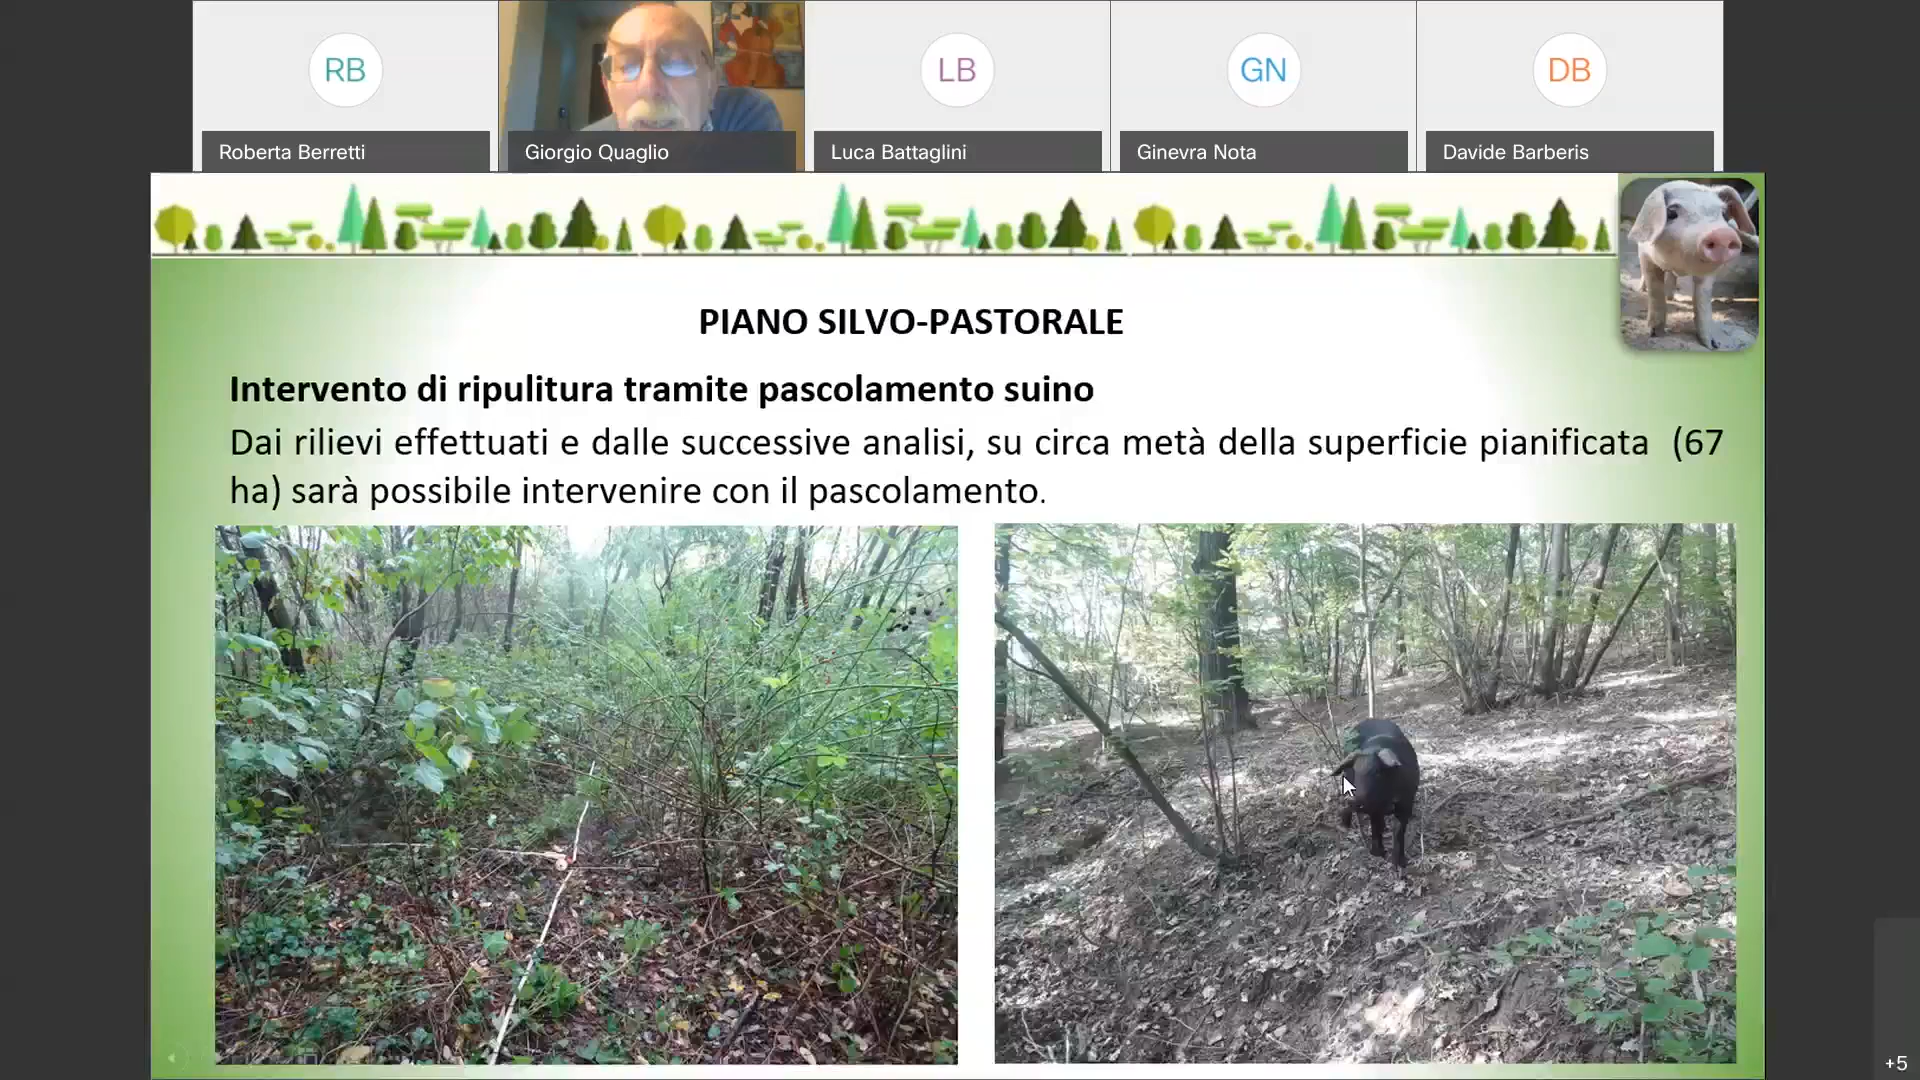 RB
LB
GN
DB
Roberta Berretti
Giorgio Quaglio
Luca Battaglini
Ginevra Nota
Davide Barberis
PIANO SILVO-PASTORALE
Intervento di ripulitura tramite pascolamento suino
Dai rilievi effettuati e dalle successive analisi, su circa metà della superficie pianificata (67
ha) sarà possibile intervenire con il pascolamento.
+5